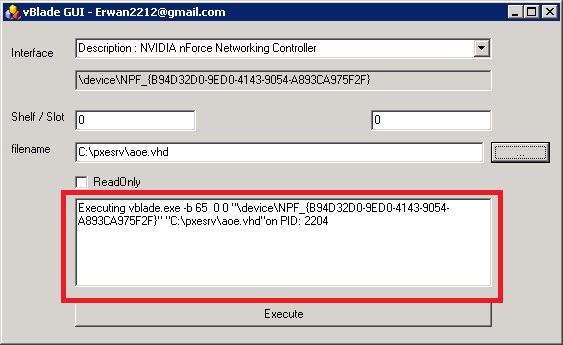 vBlade GUI - Erwan2212@gmail.com
Interface
Description : NVIDIA nForce Networking Controller
\device\NPF_{B94D32D0-9ED0-4143-9054-A893CA975F2F}
Shelf / Slot
0
0
filename
C:\pxesrv\aoe.vhd
...
ReadOnly
Executing vblade.exe -b 65  0 0 "\device\NPF_{B94D32D0-9ED0-4143-9054-
A893CA975F2F}" "C:\pxesrv\aoe.vhd"on PID: 2204
Execute